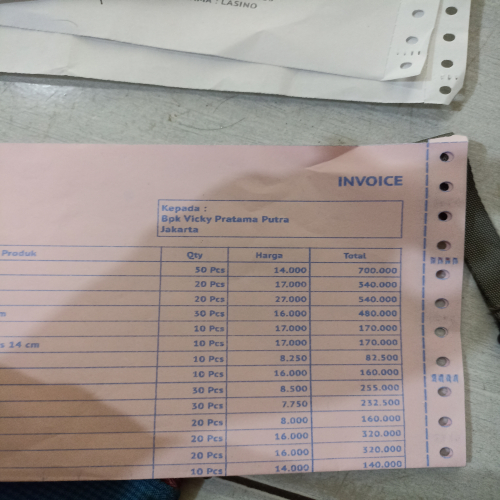 : LASINO
INVOICE
Kepada :
Bpk Vicky Pratama Putra
Jakarta
Produk Qty Harga Total
50 Pcs 14.000 700.000
20 Pcs 17.000 340.000
20 Pcs 27.000 540.000
m 30 Pcs 16.000 480.000
10 Pcs 17.000 170.000
s 14 cm 10 Pcs 17.000 170.000
10 Pcs 8.250 82.500
10 Pcs 16.000 160.000
30 Pcs 8.500 255.000
30 Pcs 7.750 232.500
20 Pcs 8.000 160.000
20 Pcs 16.000 320.000
20 Pcs 16.000 320.000
10 Pcs 14.000 140.000